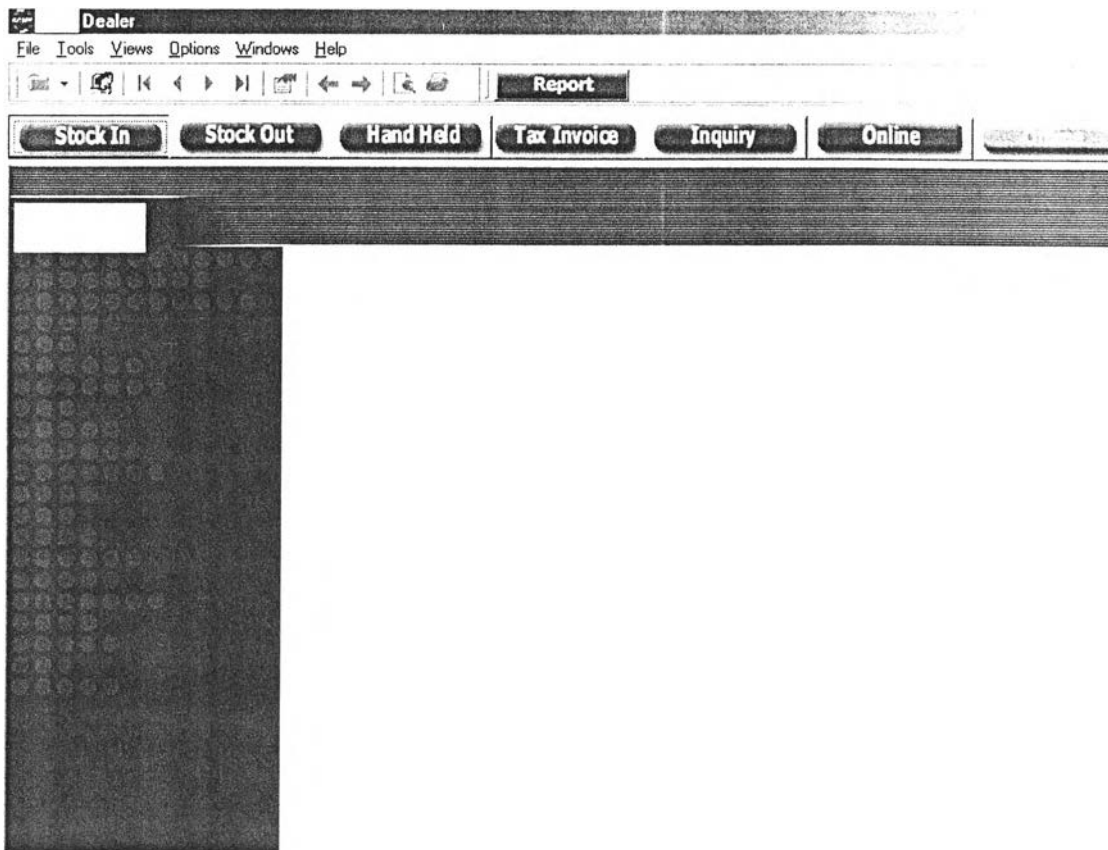 Dealer
File Tools Views Options Windows Help
Report
Stock In Stock Out Hand Held Tax Invoice Inquiry Online